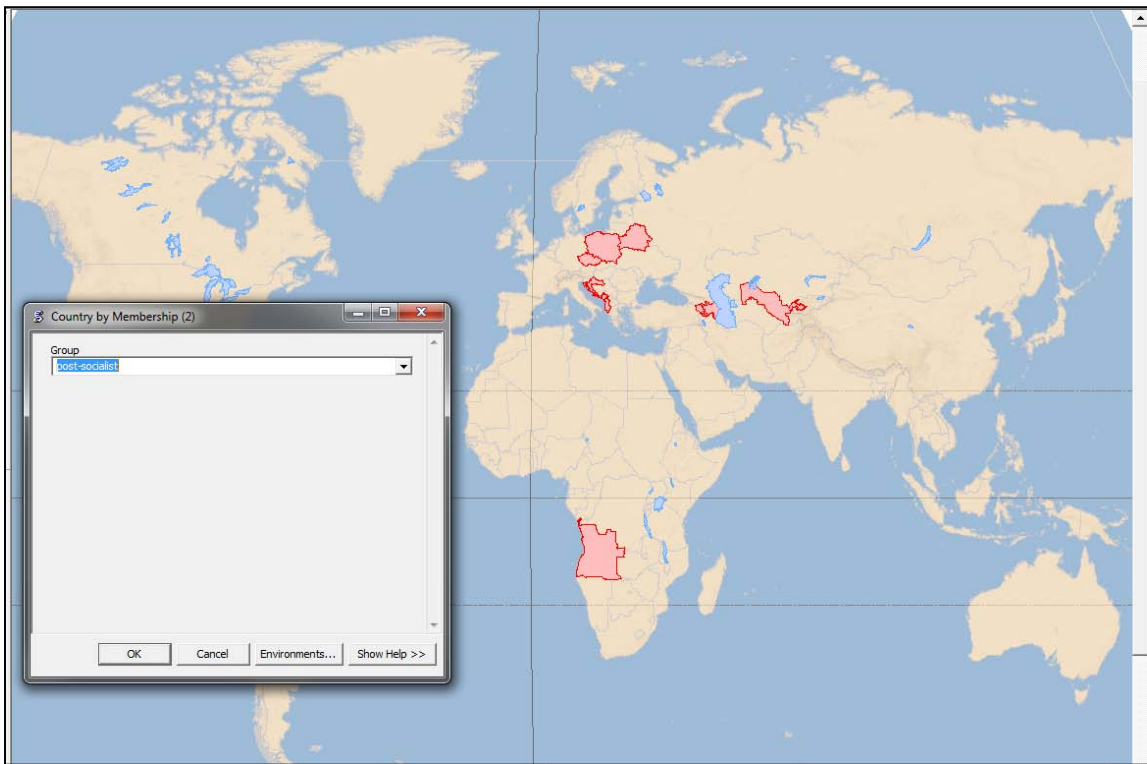 Country by Membership (2)
Group
post-socialist
OK
Cancel
Environments...
Show Help >>